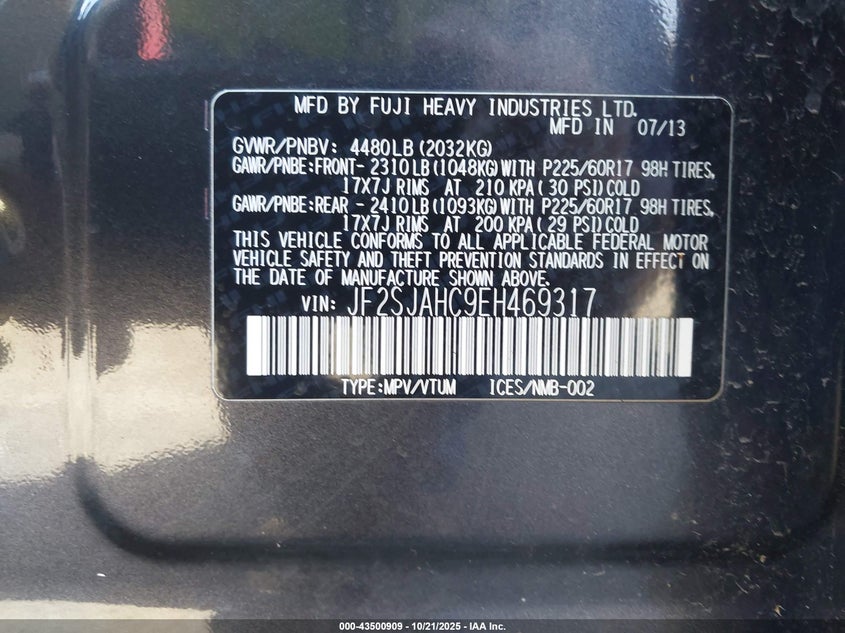 MFD BY FUJI HEAVY INDUSTRIES LTD.
MFD IN 07/13
GVWR/PNBV: 4480LB(2032KG)
GAWR/PNBE:FRONT-2310LB(1048KG)WITH P225/60R17 98H TIRES,
17X7J RIMS AT 210 KPA(30 PSI)COLD
GAWR/PNBE:REAR -2410LB(1093KG)WITH P225/60R17 98H TIRES,
17X7J RIMS AT 200 KPA(29 PSI)COLD
THIS VEHICLE CONFORMS TO ALL APPLICABLE FEDERAL MOTOR
VEHICLE SAFETY AND THEFT PREVENTION STANDARDS IN EFFECT ON
THE DATE OF MANUFACTURE SHOWN ABOVE.
VIN: JF2SJAHC9EH469317
TYPE:MPV/VTUM ICES/NMB-002
000-43500909 - 10/21/2025 - IAA Inc.